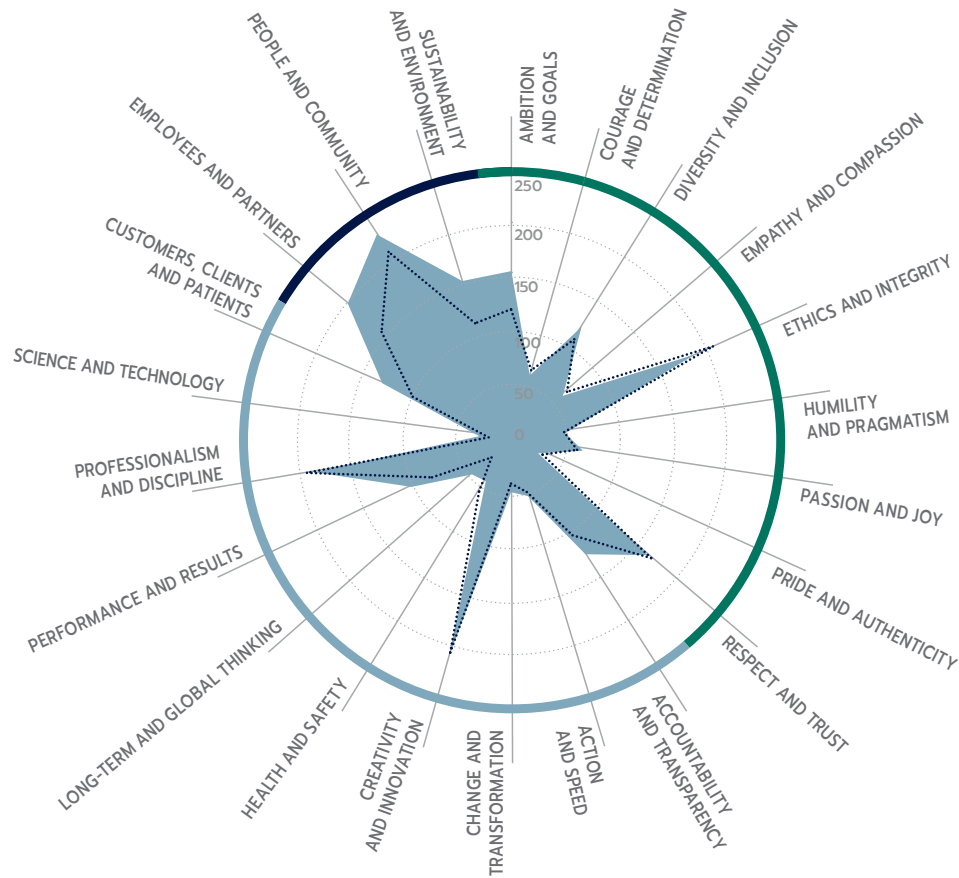 AMBITION
AND GOALS
COURAGE
AND DETERMINATION
DIVERSITY AND INCLUSION
EMPATHY AND COMPASSION
ETHICS AND INTEGRITY
HUMILITY
AND PRAGMATISM
PASSION AND JOY
PRIDE AND AUTHENTICITY
RESPECT AND TRUST
ACCOUNTABILITY
AND TRANSPARENCY
ACTION
AND SPEED
CHANGE AND
TRANSFORMATION
CREATIVITY
AND INNOVATION
HEALTH AND SAFETY
LONG-TERM AND GLOBAL THINKING
PERFORMANCE AND RESULTS
PROFESSIONALISM
AND DISCIPLINE
SCIENCE AND TECHNOLOGY
CUSTOMERS, CLIENTS
AND PATIENTS
EMPLOYEES AND PARTNERS
PEOPLE AND COMMUNITY
SUSTAINABILITY
AND ENVIRONMENT
250
200
150
100
50
0